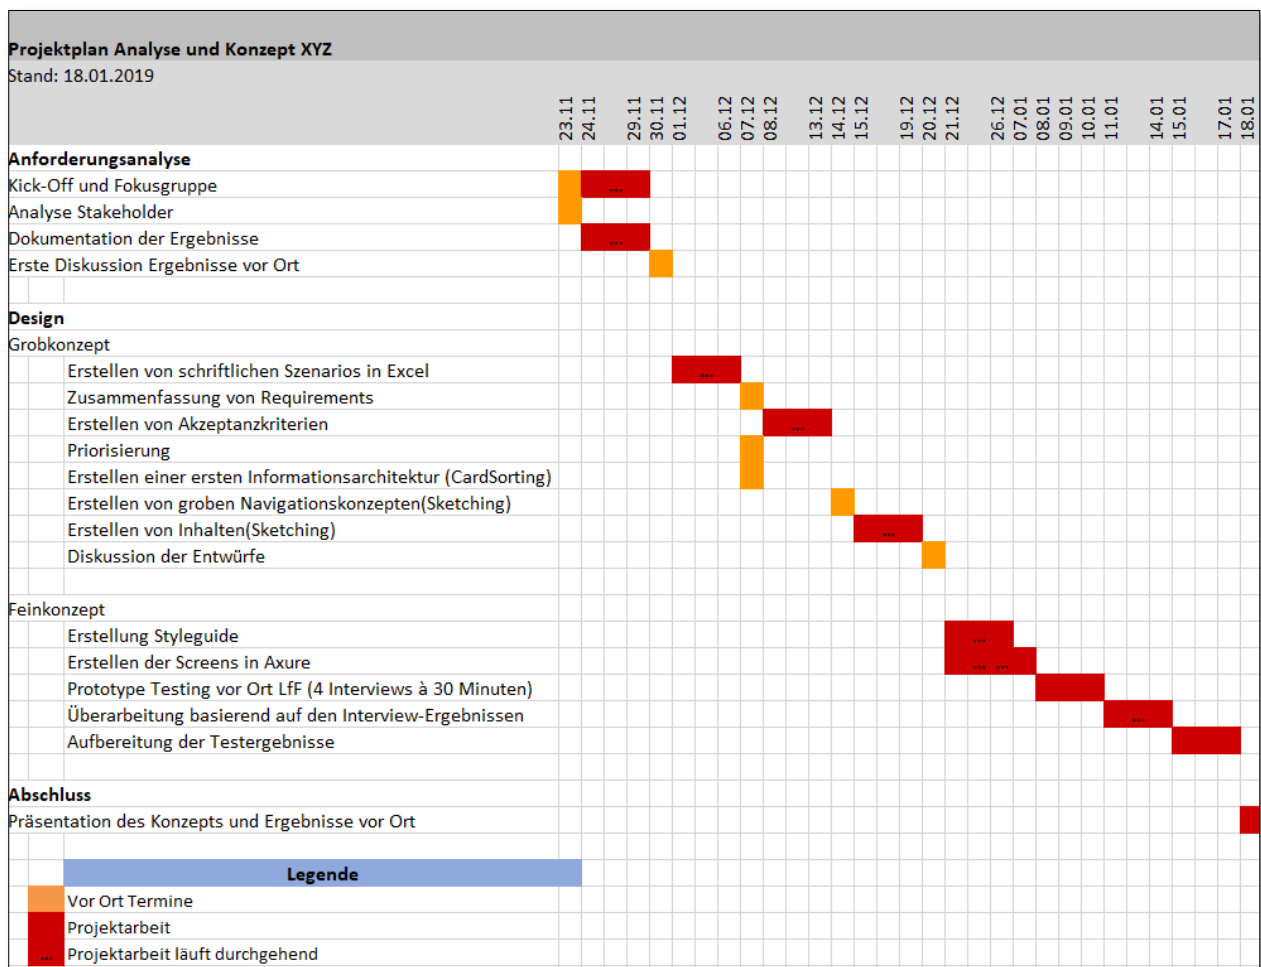 Projektplan Analyse und Konzept XYZ
Stand: 18.01.2019
23.11 24.11 29.11 30.11 01.12 06.12 07.12 08.12 13.12 14.12 15.12 19.12 20.12 21.12 26.12 07.01 08.01 09.01 10.01 11.01 14.01 15.01 17.01 18.01
Anforderungsanalyse
Kick-Off und Fokusgruppe ...
Analyse Stakeholder
Dokumentation der Ergebnisse ...
Erste Diskussion Ergebnisse vor Ort
Design
Grobkonzept
Erstellen von schriftlichen Szenarios in Excel ...
Zusammenfassung von Requirements
Erstellen von Akzeptanzkriterien ...
Priorisierung
Erstellen einer ersten Informationsarchitektur (CardSorting)
Erstellen von groben Navigationskonzepten(Sketching)
Erstellen von Inhalten(Sketching) ...
Diskussion der Entwürfe
Feinkonzept
Erstellung Styleguide ...
Erstellen der Screens in Axure ... ...
Prototype Testing vor Ort LfF (4 Interviews à 30 Minuten)
Überarbeitung basierend auf den Interview-Ergebnissen ...
Aufbereitung der Testergebnisse
Abschluss
Präsentation des Konzepts und Ergebnisse vor Ort
Legende
Vor Ort Termine
Projektarbeit
... Projektarbeit läuft durchgehend